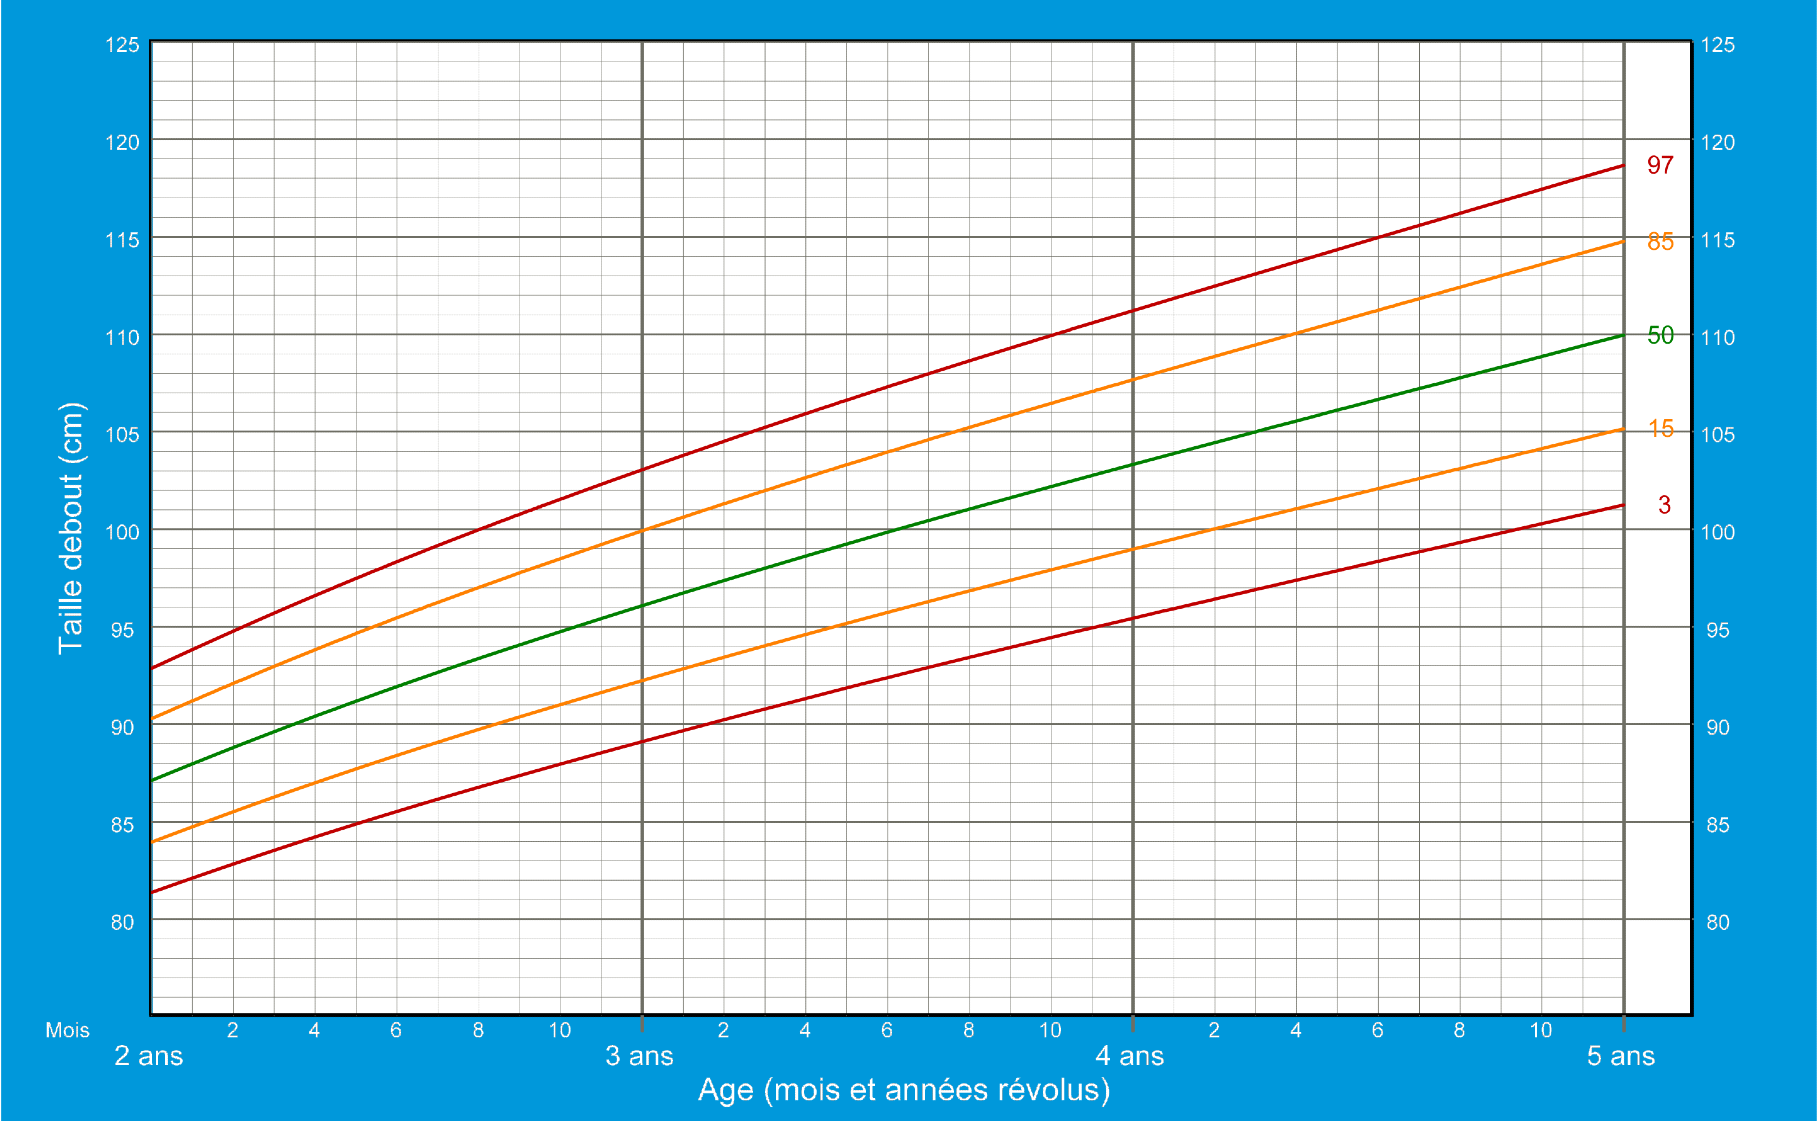 125 125
120 120
97
115 85 115
110 50 110
105 15 105
3
100 100
95 95
90 90
85 85
80 80
Taille debout (cm)
Mois 2 4 6 8 10 2 4 6 8 10 2 4 6 8 10
2 ans 3 ans 4 ans 5 ans
Age (mois et années révolus)